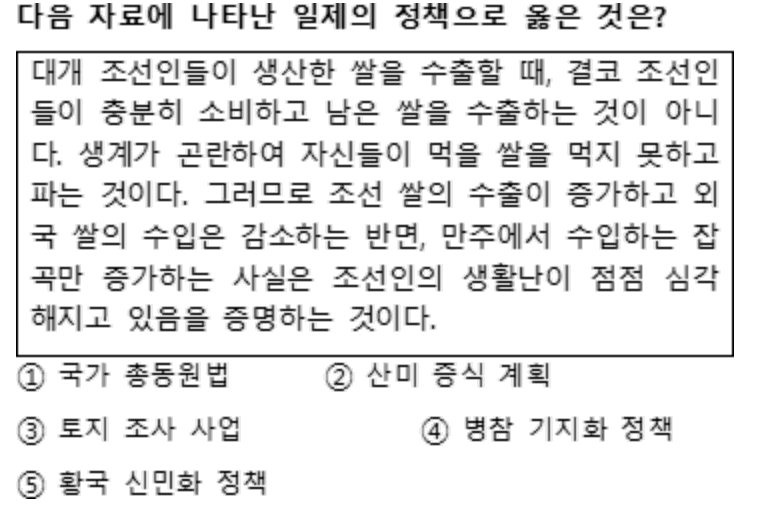 다음 자료에 나타난 일제의 정책으로 옳은 것은?
대개 조선인들이 생산한 쌀을 수출할 때, 결코 조선인
들이 충분히 소비하고 남은 쌀을 수출하는 것이 아니
다. 생계가 곤란하여 자신들이 먹을 쌀을 먹지 못하고
파는 것이다. 그러므로 조선 쌀의 수출이 증가하고 외
국 쌀의 수입은 감소하는 반면, 만주에서 수입하는 잡
곡만 증가하는 사실은 조선인의 생활난이 점점 심각
해지고 있음을 증명하는 것이다.
① 국가 총동원법 ② 산미 증식 계획
③ 토지 조사 사업 ④ 병참 기지화 정책
⑤ 황국 신민화 정책